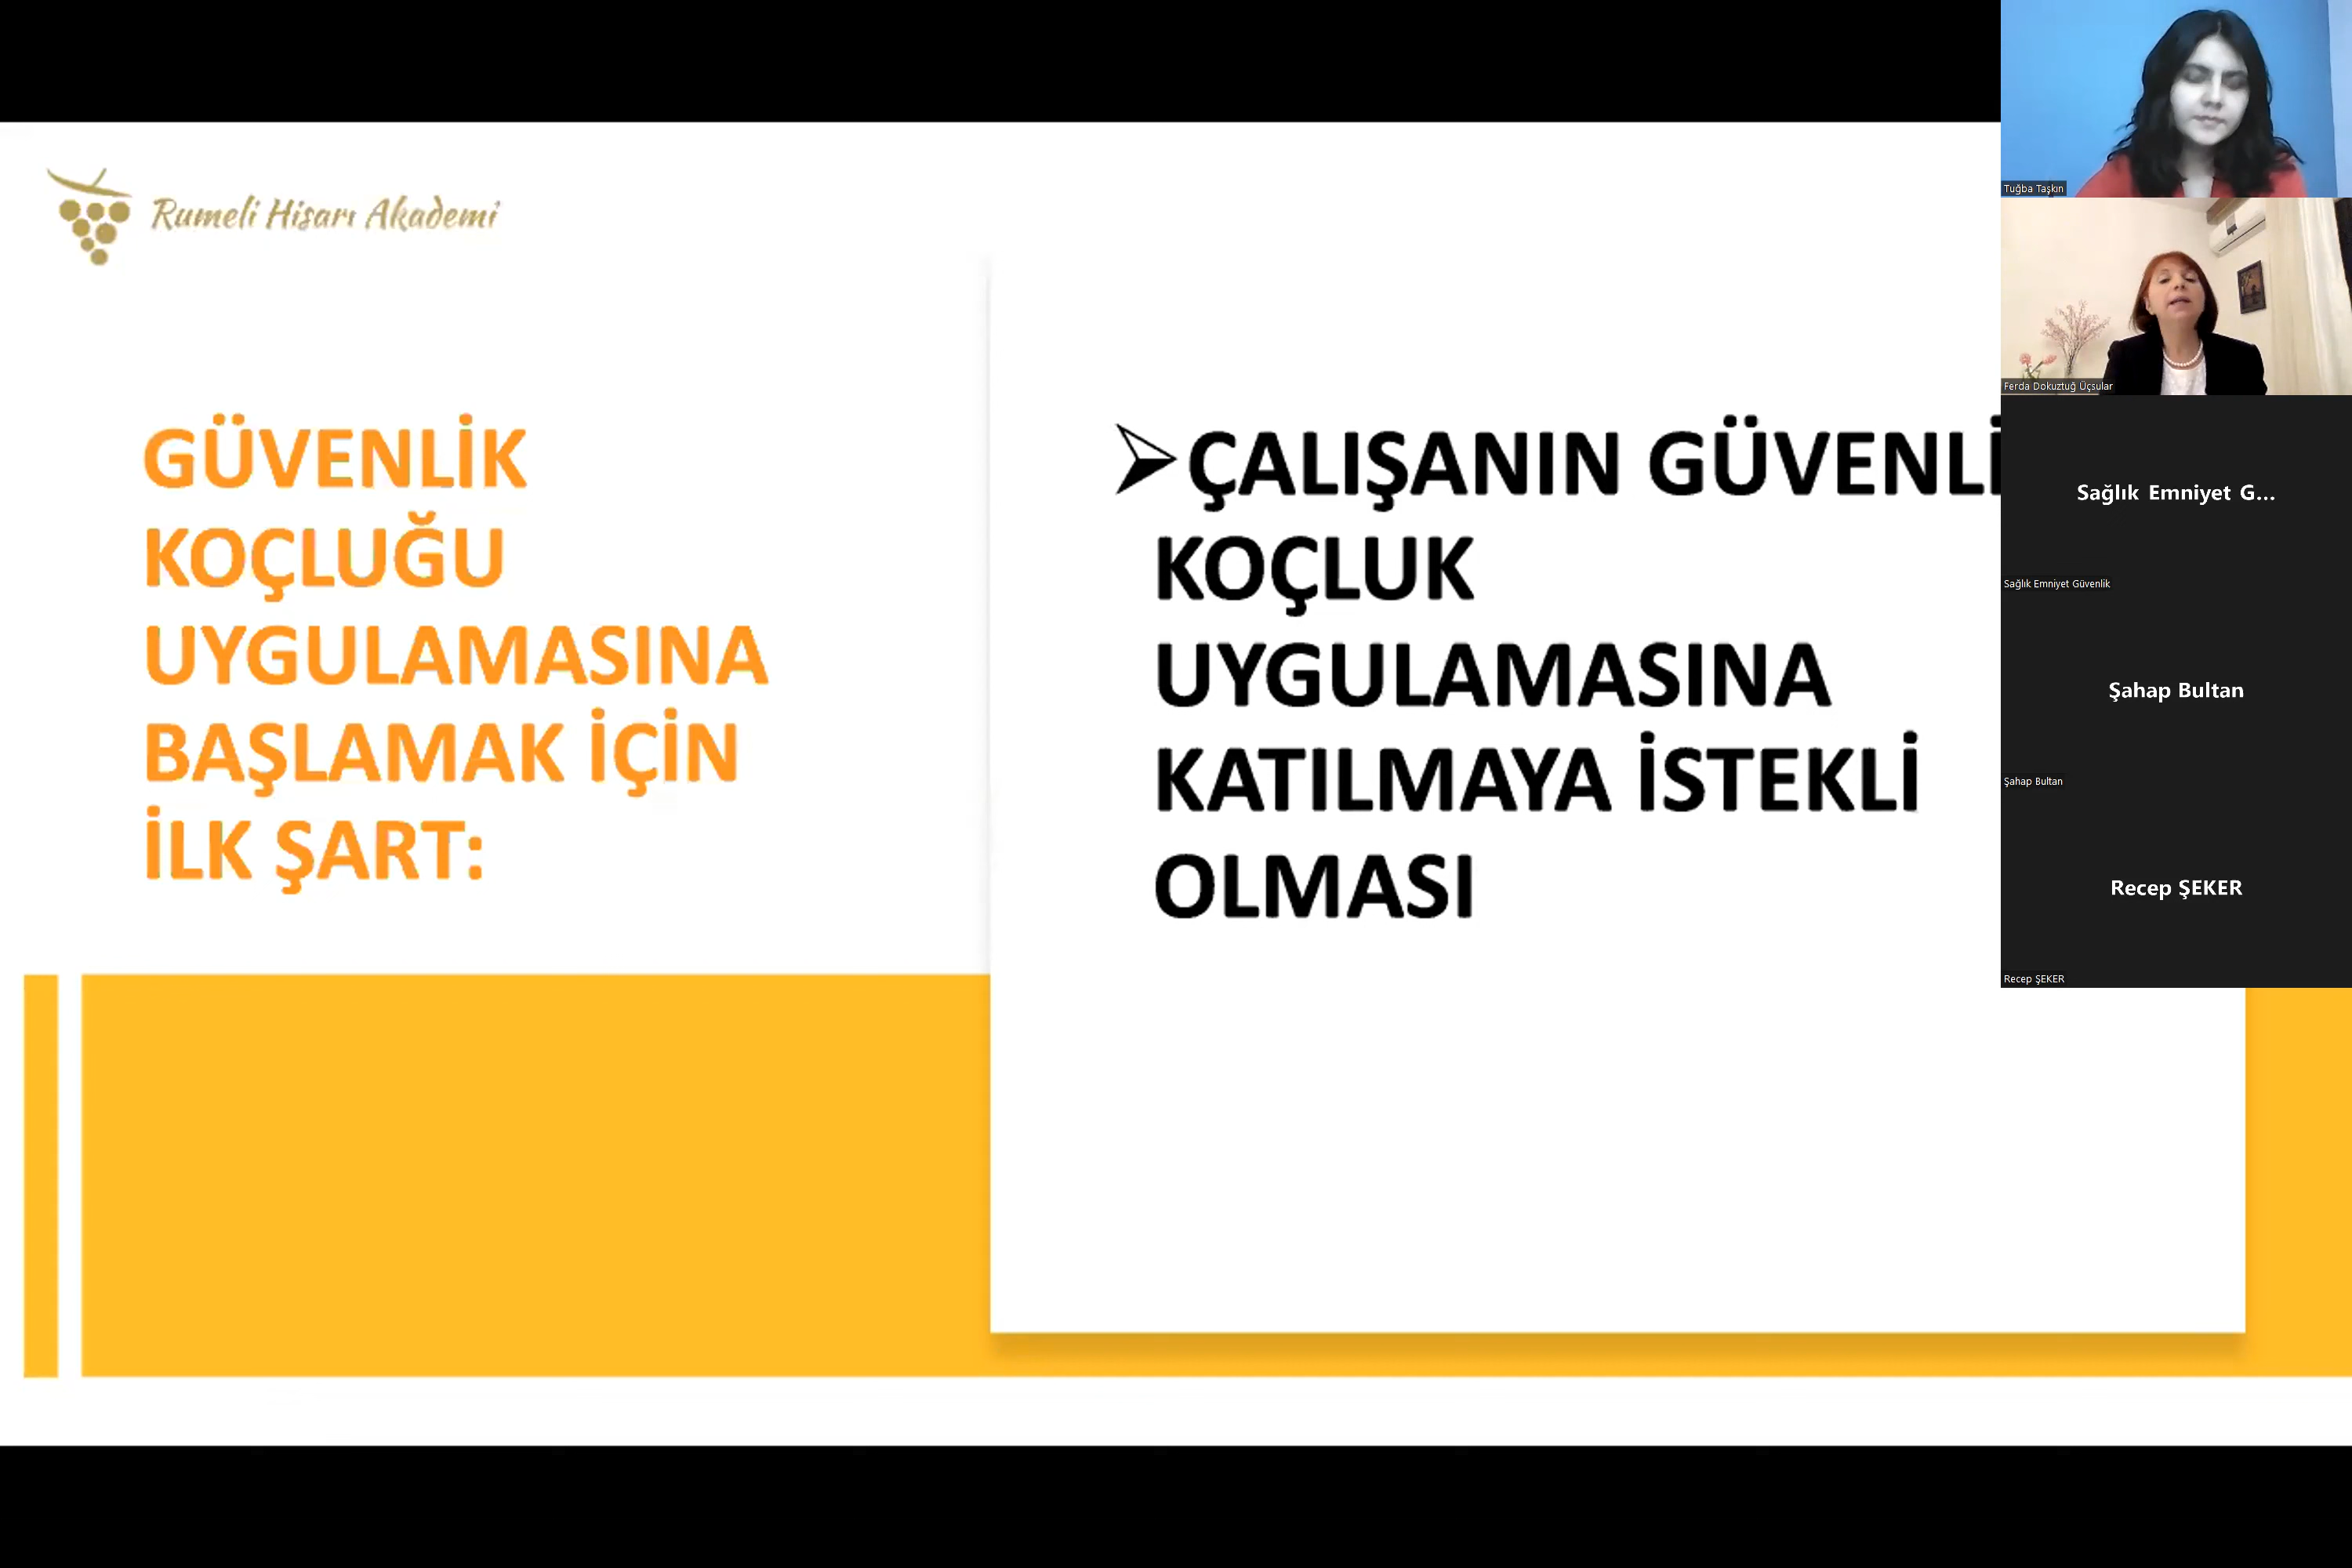 Rumeli Hisarı Akademi
GÜVENLİK
KOÇLUĞU
UYGULAMASINA
BAŞLAMAK İÇİN
İLK ŞART:
➢ÇALIŞANIN GÜVENLİ
KOÇLUK
UYGULAMASINA
KATILMAYA İSTEKLİ
OLMASI
Tuğba Taşkın
Ferda Dokuztuğ Üçsular
Sağlık Emniyet G...
Sağlık Emniyet Güvenlik
Şahap Bultan
Şahap Bultan
Recep ŞEKER
Recep ŞEKER